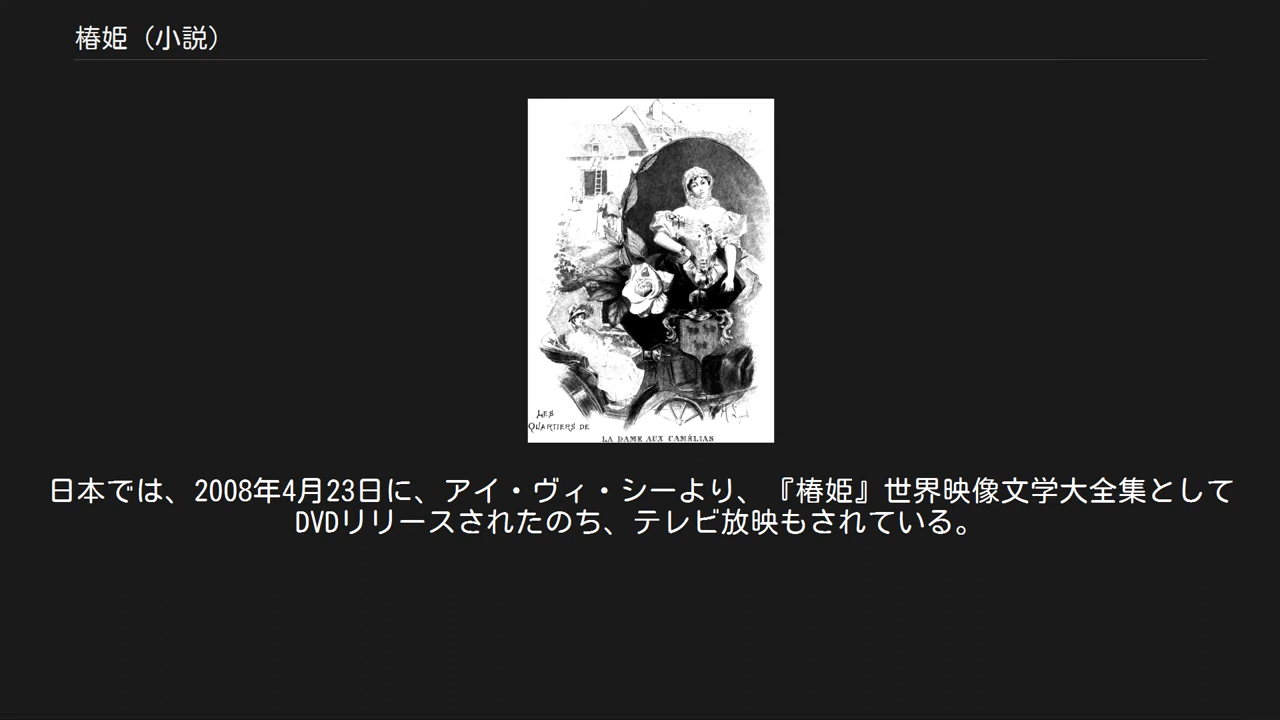 椿姫（小説）
LES
QUARTIERS DE
LA DAME AUX CAMÉLIAS
日本では、2008年4月23日に、アイ・ヴィ・シーより、『椿姫』世界映像文学大全集として
DVDリリースされたのち、テレビ放映もされている。